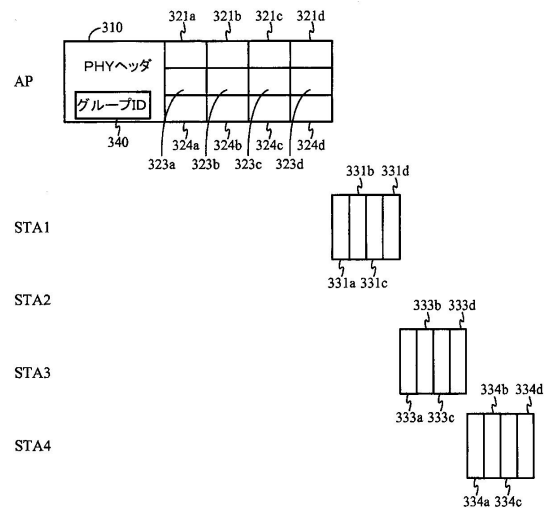 310
321a 321b 321c 321d
AP
PHYヘッダ
グループID
340
324a 324b 324c 324d
323a 323b 323c 323d
331b 331d
STA1
331a 331c
STA2
333b 333d
STA3
333a 333c
334b 334d
STA4
334a 334c